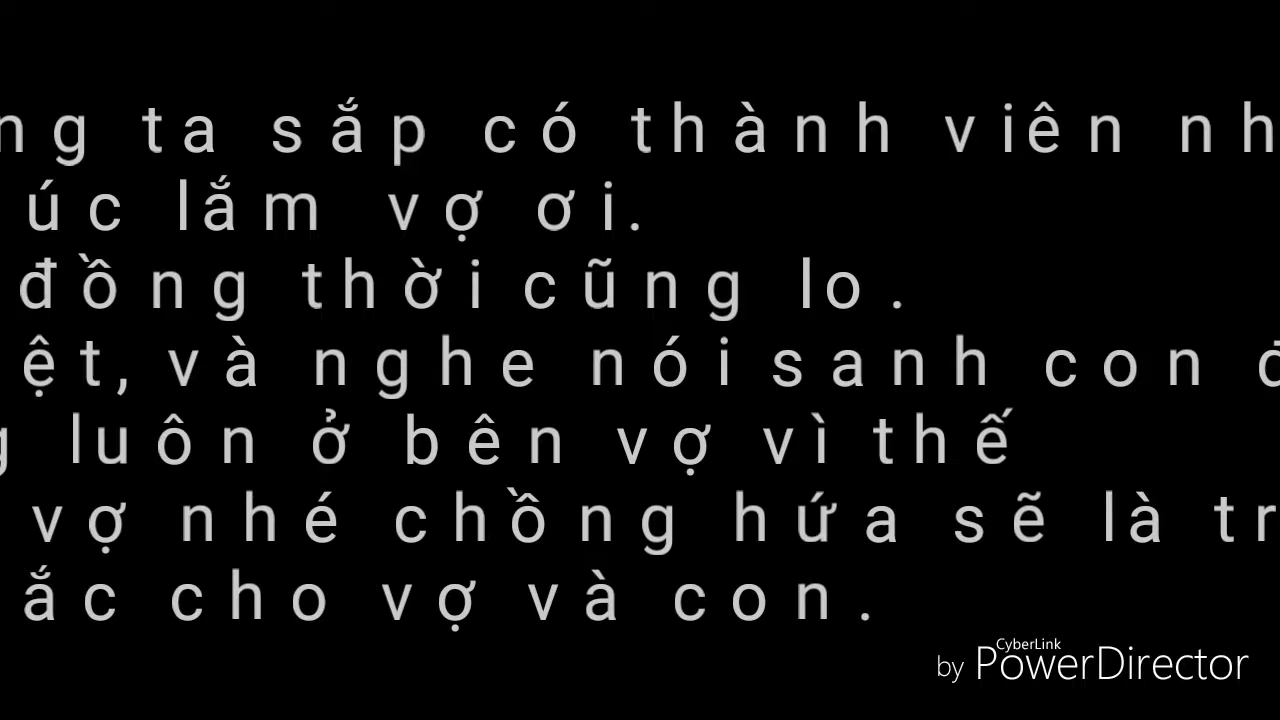 ng ta sắp có thành viên nh
úc lắm vợ ơi.
đồng thời cũng lo.
ệt, và nghe nói sanh con đ
g luôn ở bên vợ vì thế
vợ nhé chồng hứa sẽ là tr
ắc cho vợ và con.
CyberLink
by PowerDirector